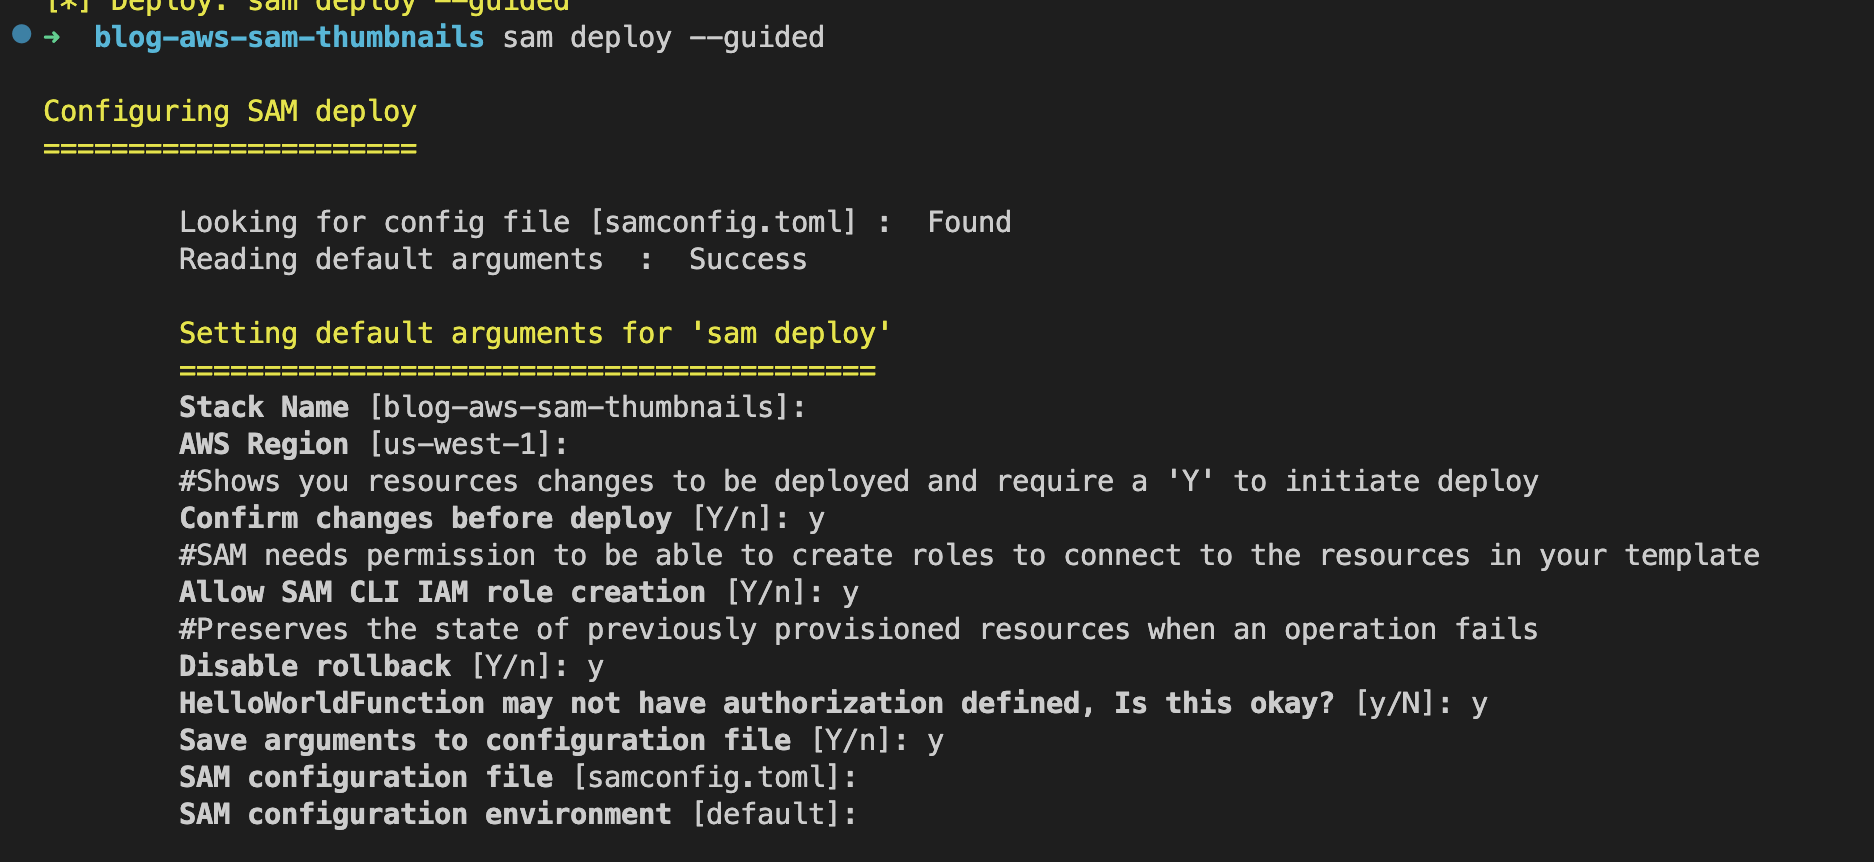 [*] Deploy: sam deploy --guided
➜ blog-aws-sam-thumbnails sam deploy --guided
Configuring SAM deploy
======================
Looking for config file [samconfig.toml] :  Found
Reading default arguments  :  Success
Setting default arguments for 'sam deploy'
=========================================
Stack Name [blog-aws-sam-thumbnails]:
AWS Region [us-west-1]:
#Shows you resources changes to be deployed and require a 'Y' to initiate deploy
Confirm changes before deploy [Y/n]: y
#SAM needs permission to be able to create roles to connect to the resources in your template
Allow SAM CLI IAM role creation [Y/n]: y
#Preserves the state of previously provisioned resources when an operation fails
Disable rollback [Y/n]: y
HelloWorldFunction may not have authorization defined, Is this okay? [y/N]: y
Save arguments to configuration file [Y/n]: y
SAM configuration file [samconfig.toml]:
SAM configuration environment [default]: